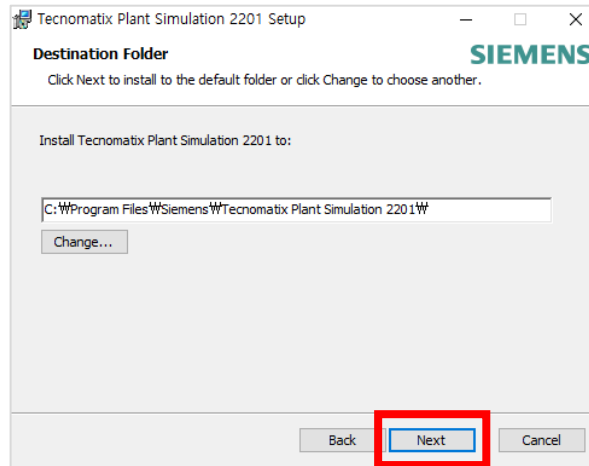 Tecnomatix Plant Simulation 2201 Setup
Destination Folder
SIEMENS
Click Next to install to the default folder or click Change to choose another.
Install Tecnomatix Plant Simulation 2201 to:
C:₩Program Files₩Siemens₩Tecnomatix Plant Simulation 2201₩
Change...
Back Next Cancel